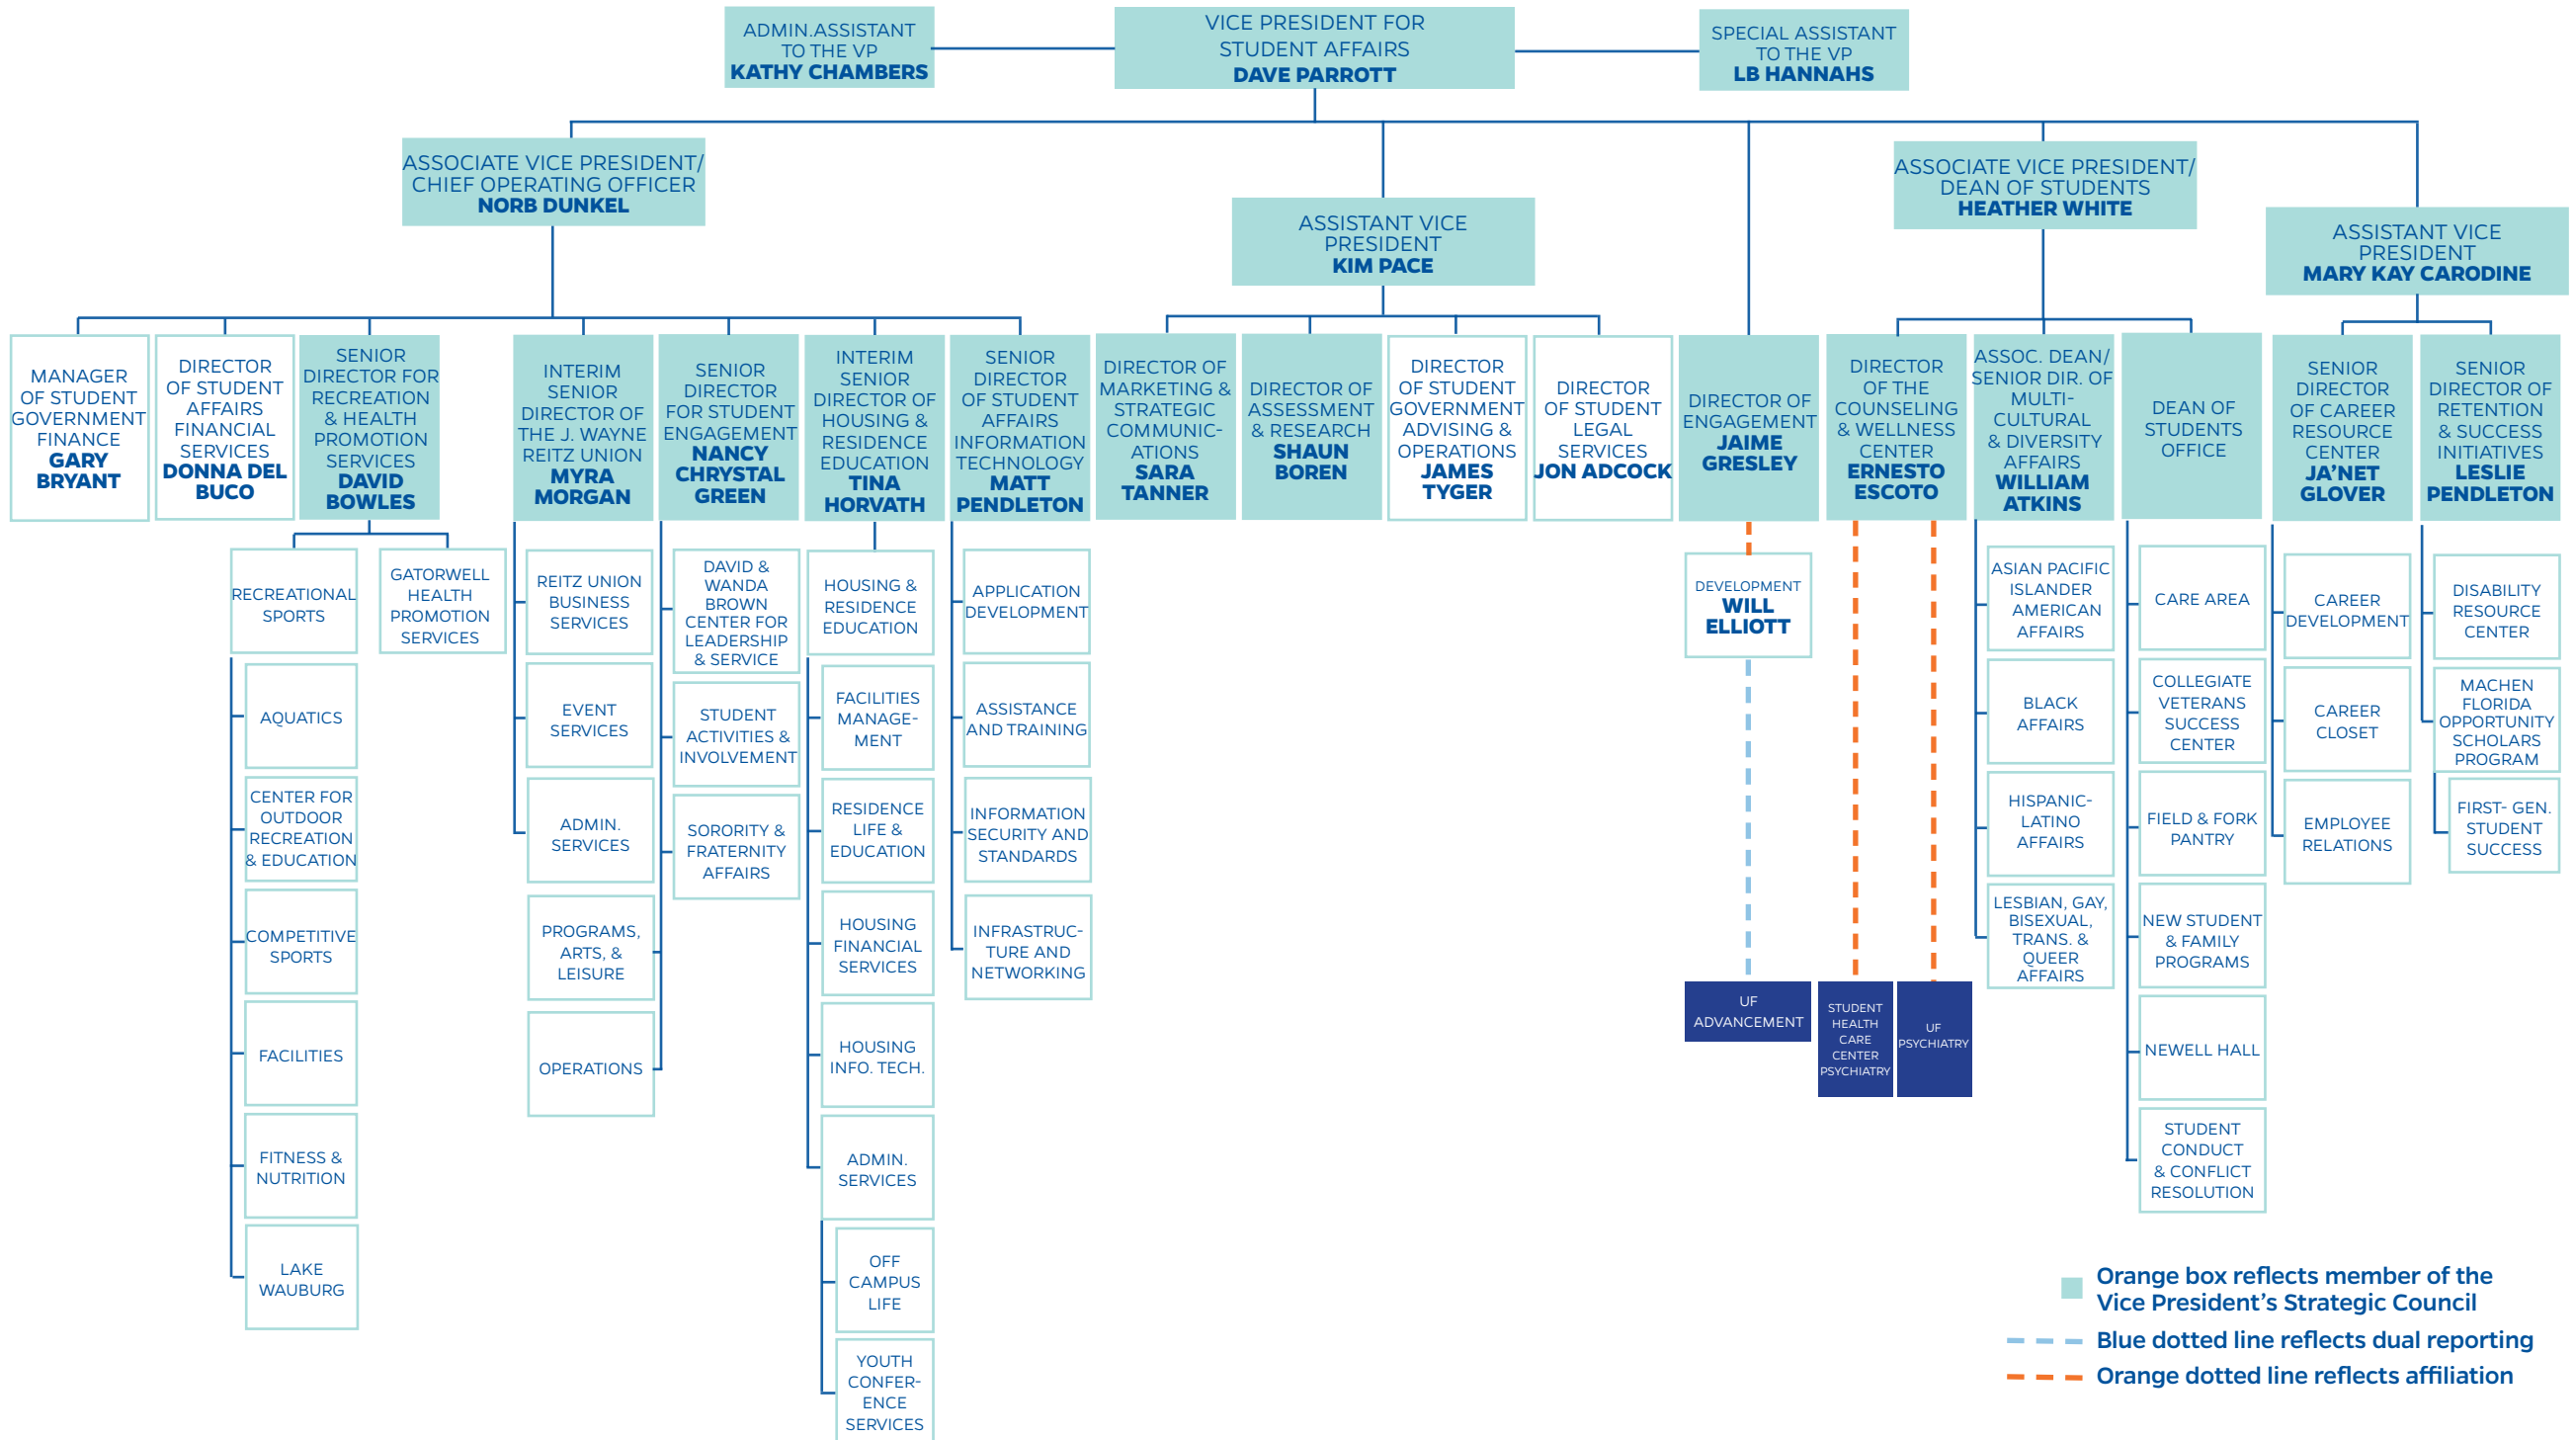 ADMIN.ASSISTANT
TO THE VP
KATHY CHAMBERS
VICE PRESIDENT FOR
STUDENT AFFAIRS
DAVE PARROTT
SPECIAL ASSISTANT
TO THE VP
LB HANNAHS
ASSOCIATE VICE PRESIDENT/
CHIEF OPERATING OFFICER
NORB DUNKEL
ASSISTANT VICE
PRESIDENT
KIM PACE
ASSOCIATE VICE PRESIDENT/
DEAN OF STUDENTS
HEATHER WHITE
ASSISTANT VICE
PRESIDENT
MARY KAY CARODINE
MANAGER
OF STUDENT
GOVERNMENT
FINANCE
GARY
BRYANT
DIRECTOR
OF STUDENT
AFFAIRS
FINANCIAL
SERVICES
DONNA DEL
BUCO
SENIOR
DIRECTOR FOR
RECREATION
& HEALTH
PROMOTION
SERVICES
DAVID
BOWLES
INTERIM
SENIOR
DIRECTOR OF
THE J. WAYNE
REITZ UNION
MYRA
MORGAN
SENIOR
DIRECTOR
FOR STUDENT
ENGAGEMENT
NANCY
CHRYSTAL
GREEN
INTERIM
SENIOR
DIRECTOR OF
HOUSING &
RESIDENCE
EDUCATION
TINA
HORVATH
SENIOR
DIRECTOR
OF STUDENT
AFFAIRS
INFORMATION
TECHNOLOGY
MATT
PENDLETON
DIRECTOR OF
MARKETING &
STRATEGIC
COMMUNIC-
ATIONS
SARA
TANNER
DIRECTOR OF
ASSESSMENT
& RESEARCH
SHAUN
BOREN
DIRECTOR
OF STUDENT
GOVERNMENT
ADVISING &
OPERATIONS
JAMES
TYGER
DIRECTOR
OF STUDENT
LEGAL
SERVICES
JON ADCOCK
DIRECTOR OF
ENGAGEMENT
JAIME
GRESLEY
DIRECTOR
OF THE
COUNSELING
& WELLNESS
CENTER
ERNESTO
ESCOTO
ASSOC. DEAN/
SENIOR DIR. OF
MULTI-
CULTURAL
& DIVERSITY
AFFAIRS
WILLIAM
ATKINS
DEAN OF
STUDENTS
OFFICE
SENIOR
DIRECTOR
OF CAREER
RESOURCE
CENTER
JA’NET
GLOVER
SENIOR
DIRECTOR OF
RETENTION
& SUCCESS
INITIATIVES
LESLIE
PENDLETON
RECREATIONAL
SPORTS
GATORWELL
HEALTH
PROMOTION
SERVICES
AQUATICS
CENTER FOR
OUTDOOR
RECREATION
& EDUCATION
COMPETITIVE
SPORTS
FACILITIES
FITNESS &
NUTRITION
LAKE
WAUBURG
REITZ UNION
BUSINESS
SERVICES
EVENT
SERVICES
ADMIN.
SERVICES
PROGRAMS,
ARTS, &
LEISURE
OPERATIONS
DAVID &
WANDA
BROWN
CENTER FOR
LEADERSHIP
& SERVICE
STUDENT
ACTIVITIES &
INVOLVEMENT
SORORITY &
FRATERNITY
AFFAIRS
HOUSING &
RESIDENCE
EDUCATION
FACILITIES
MANAGE-
MENT
RESIDENCE
LIFE &
EDUCATION
HOUSING
FINANCIAL
SERVICES
HOUSING
INFO. TECH.
ADMIN.
SERVICES
OFF
CAMPUS
LIFE
YOUTH
CONFER-
ENCE
SERVICES
APPLICATION
DEVELOPMENT
ASSISTANCE
AND TRAINING
INFORMATION
SECURITY AND
STANDARDS
INFRASTRUC-
TURE AND
NETWORKING
DEVELOPMENT
WILL
ELLIOTT
UF
ADVANCEMENT
STUDENT
HEALTH
CARE
CENTER
PSYCHIATRY
UF
PSYCHIATRY
ASIAN PACIFIC
ISLANDER
AMERICAN
AFFAIRS
BLACK
AFFAIRS
HISPANIC-
LATINO
AFFAIRS
LESBIAN, GAY,
BISEXUAL,
TRANS. &
QUEER
AFFAIRS
CARE AREA
COLLEGIATE
VETERANS
SUCCESS
CENTER
FIELD & FORK
PANTRY
NEW STUDENT
& FAMILY
PROGRAMS
NEWELL HALL
STUDENT
CONDUCT
& CONFLICT
RESOLUTION
CAREER
DEVELOPMENT
CAREER
CLOSET
EMPLOYEE
RELATIONS
DISABILITY
RESOURCE
CENTER
MACHEN
FLORIDA
OPPORTUNITY
SCHOLARS
PROGRAM
FIRST- GEN.
STUDENT
SUCCESS
Orange box reflects member of the
Vice President’s Strategic Council
Blue dotted line reflects dual reporting
Orange dotted line reflects affiliation